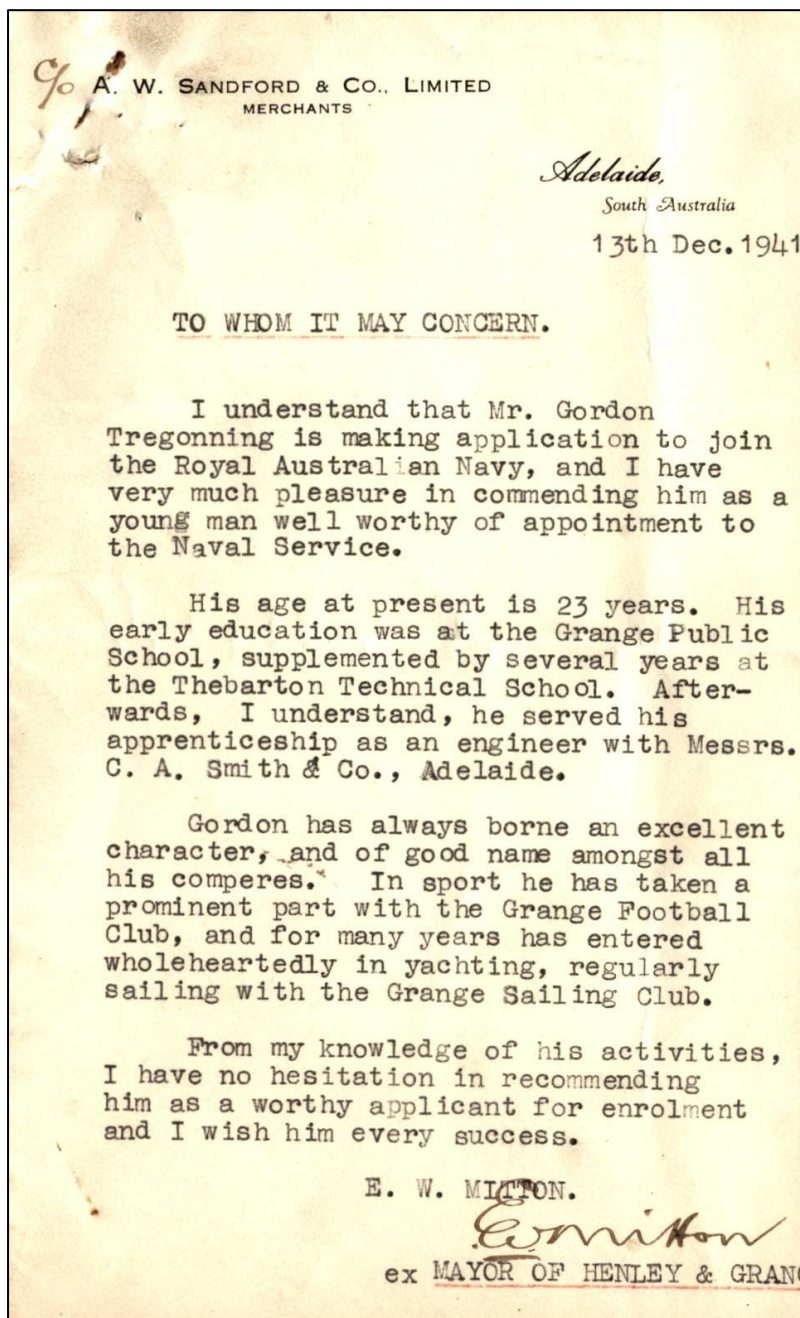 c/o A. W. SANDFORD & CO., LIMITED
MERCHANTS
Adelaide,
South Australia
13th Dec.1941
TO WHOM IT MAY CONCERN.
I understand that Mr. Gordon
Tregonning is making application to join
the Royal Australian Navy, and I have
very much pleasure in commending him as a
young man well worthy of appointment to
the Naval Service.
His age at present is 23 years. His
early education was at the Grange Public
School, supplemented by several years at
the Thebarton Technical School. After-
wards, I understand, he served his
apprenticeship as an engineer with Messrs.
C. A. Smith & Co., Adelaide.
Gordon has always borne an excellent
character, and of good name amongst all
his comperes. In sport he has taken a
prominent part with the Grange Football
Club, and for many years has entered
wholeheartedly in yachting, regularly
sailing with the Grange Sailing Club.
From my knowledge of his activities,
I have no hesitation in recommending
him as a worthy applicant for enrolment
and I wish him every success.
E. W. MITTON.
EWMitton
ex MAYOR OF HENLEY & GRANG